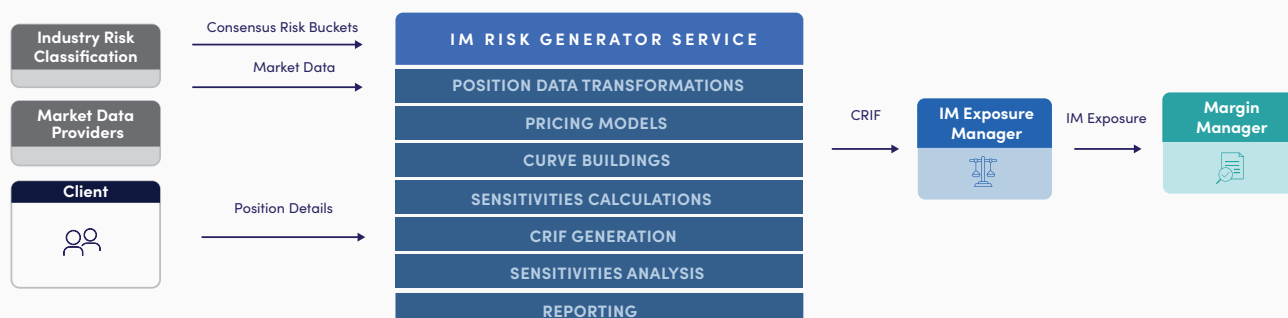 Industry Risk
Classification
Market Data
Providers
Client
Consensus Risk Buckets
Market Data
Position Details
IM RISK GENERATOR SERVICE
POSITION DATA TRANSFORMATIONS
PRICING MODELS
CURVE BUILDINGS
SENSITIVITIES CALCULATIONS
CRIF GENERATION
SENSITIVITIES ANALYSIS
REPORTING
CRIF
IM Exposure
Manager
IM Exposure
Margin
Manager